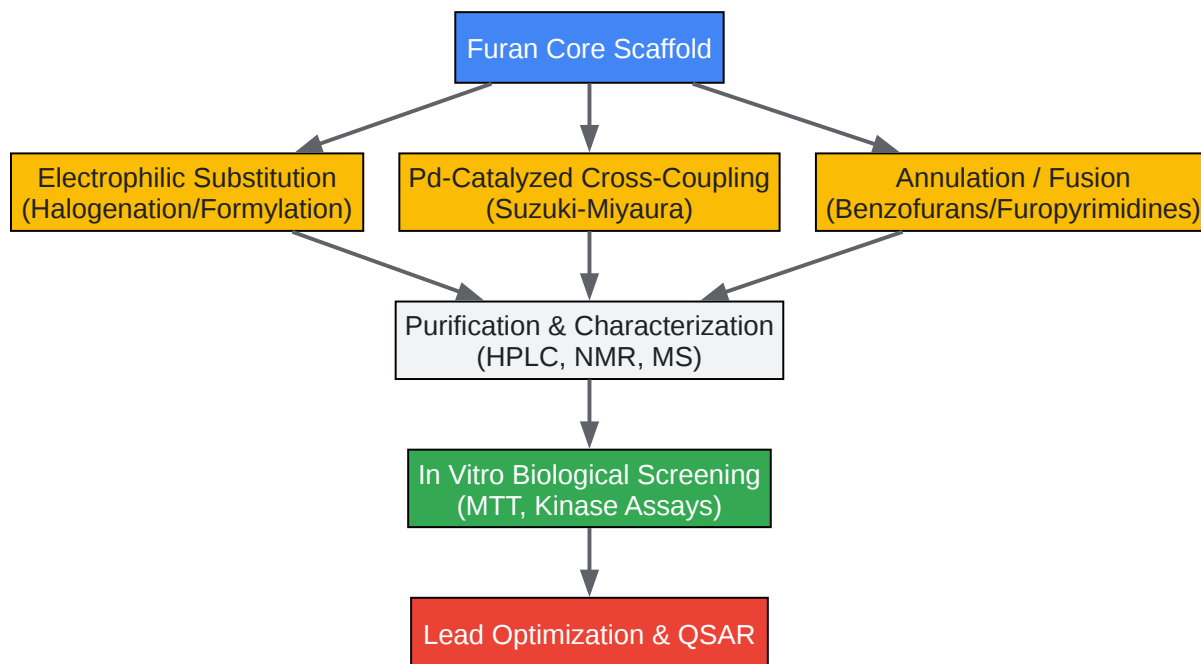 Furan Core Scaffold
Electrophilic Substitution
(Halogenation/Formylation)
Pd-Catalyzed Cross-Coupling
(Suzuki-Miyaura)
Annulation / Fusion
(Benzofurans/Furopyrimidines)
Purification & Characterization
(HPLC, NMR, MS)
In Vitro Biological Screening
(MTT, Kinase Assays)
Lead Optimization & QSAR